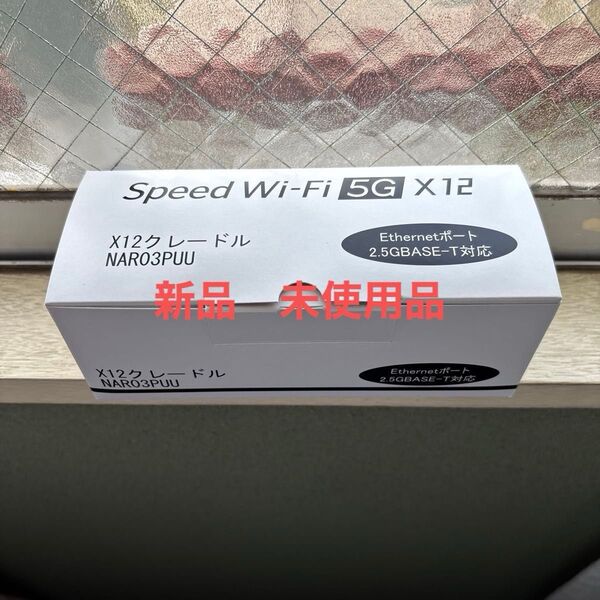 Speed Wi-Fi 5G X12
X12クレードル
NAR03PUU
Ethernetポート
2.5GBASE-T対応
新品 未使用品
X12クレードル
NAR03PUU
Ethernetポート
2.5GBASE-T対応